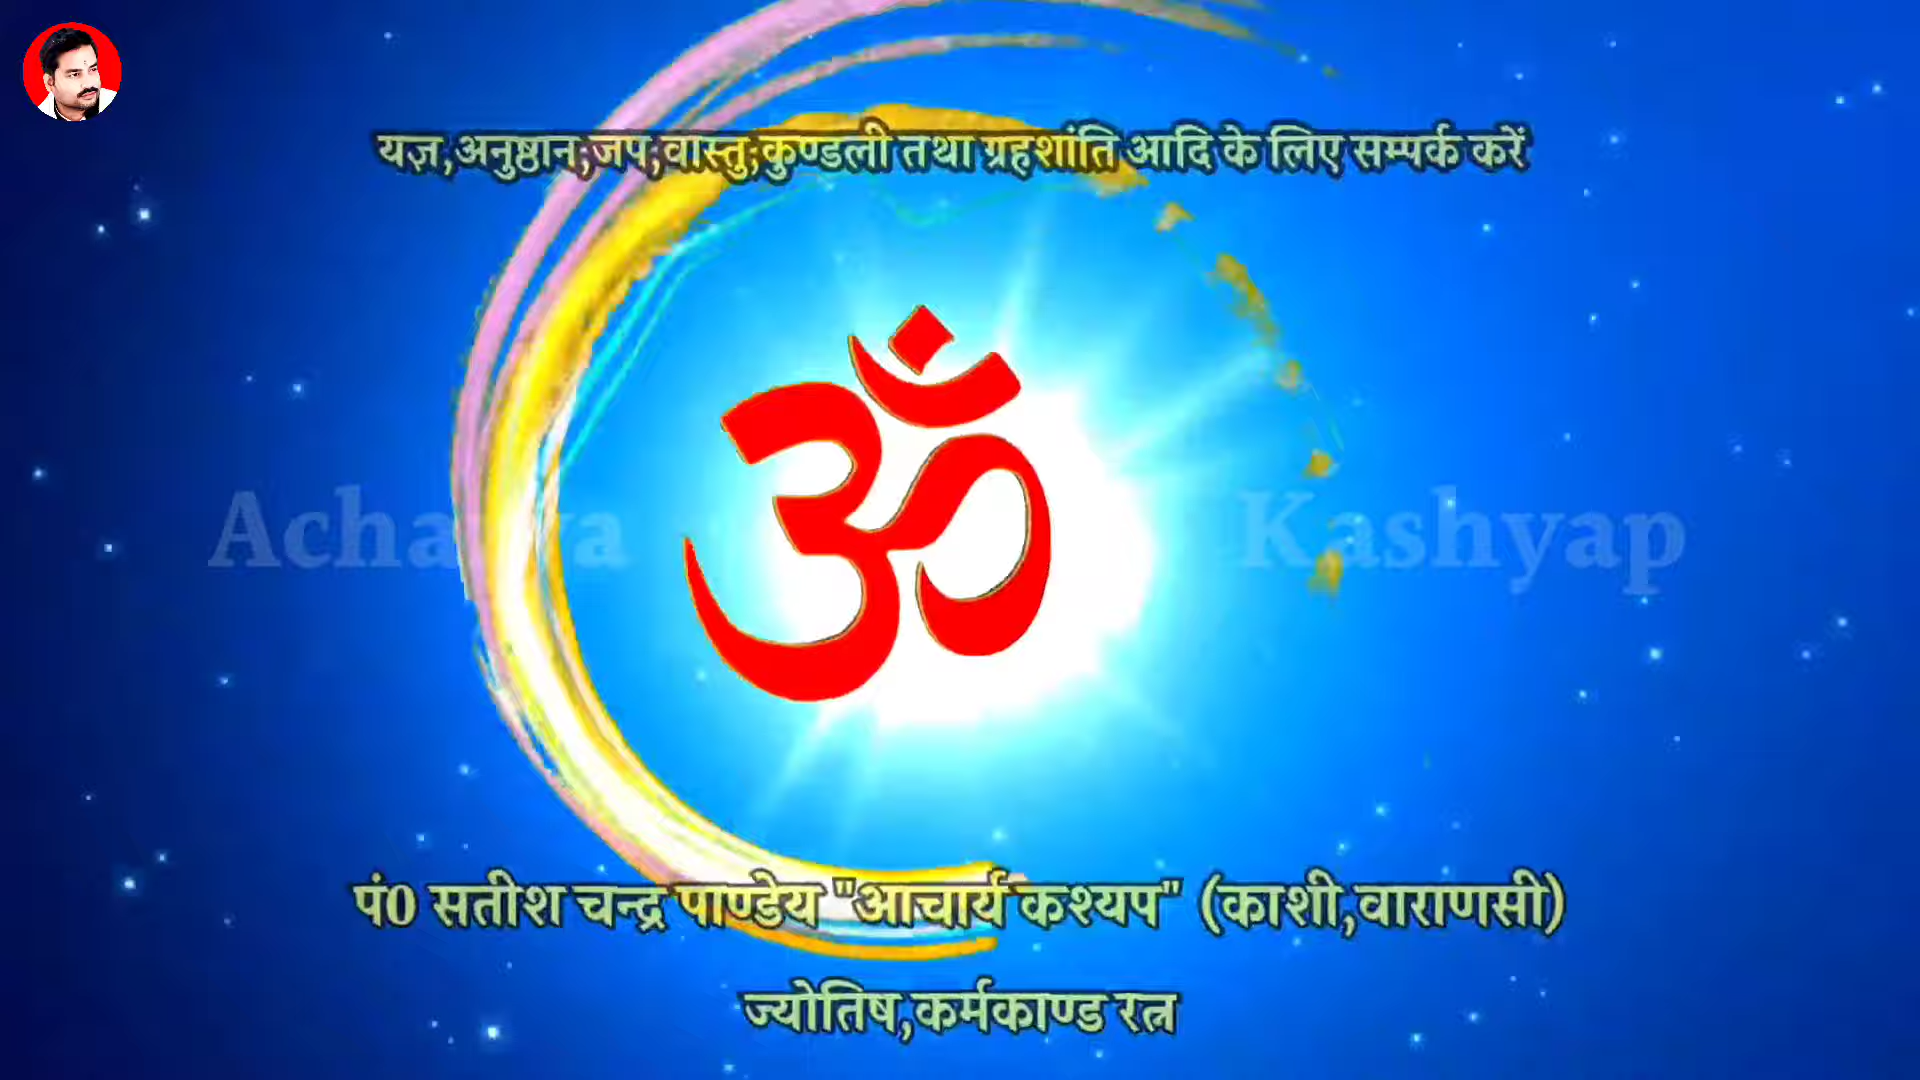 यज्ञ,अनुष्ठान,जप,वास्तु,कुण्डली तथा ग्रहशांति आदि के लिए सम्पर्क करें
ॐ
Acharya Kashyap
पं0 सतीश चन्द्र पाण्डेय "आचार्य कश्यप" (काशी,वाराणसी)
ज्योतिष,कर्मकाण्ड रत्न